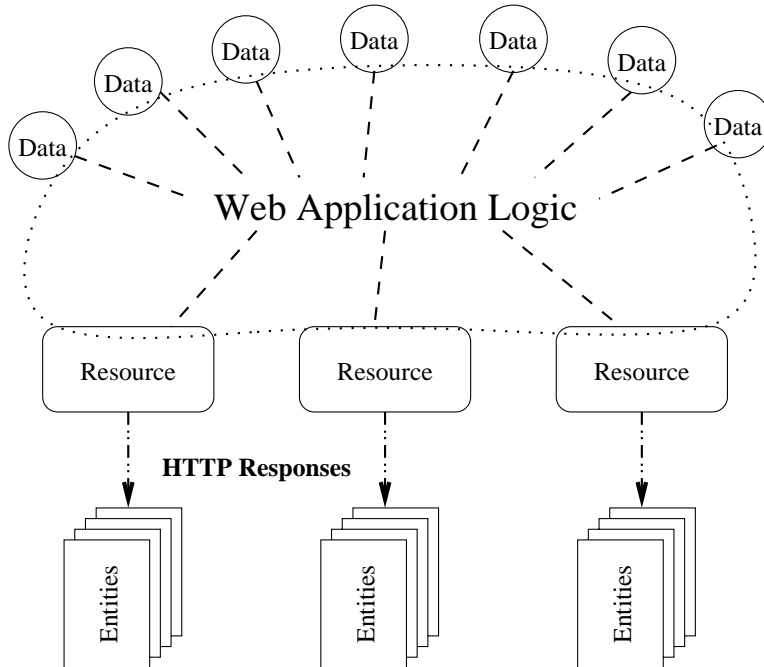 Data
Data
Data
Data
Data
Data
Data
Web Application Logic
Resource
Resource
Resource
HTTP Responses
Entities
Entities
Entities